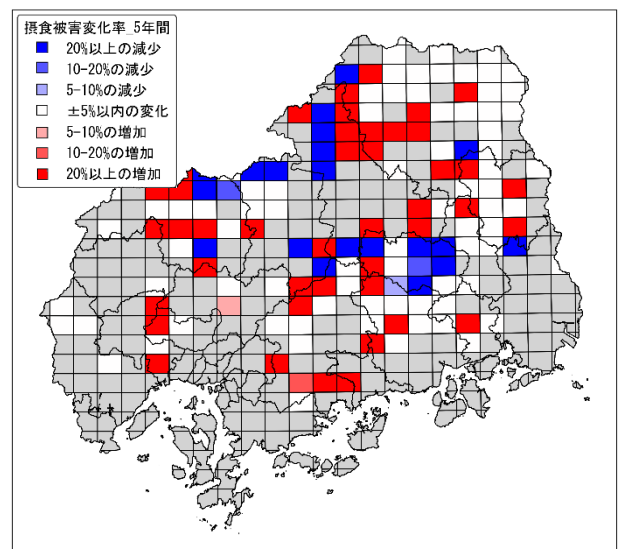 摂食被害変化率_5年間
20%以上の減少
10-20%の減少
5-10%の減少
±5%以内の変化
5-10%の増加
10-20%の増加
20%以上の増加